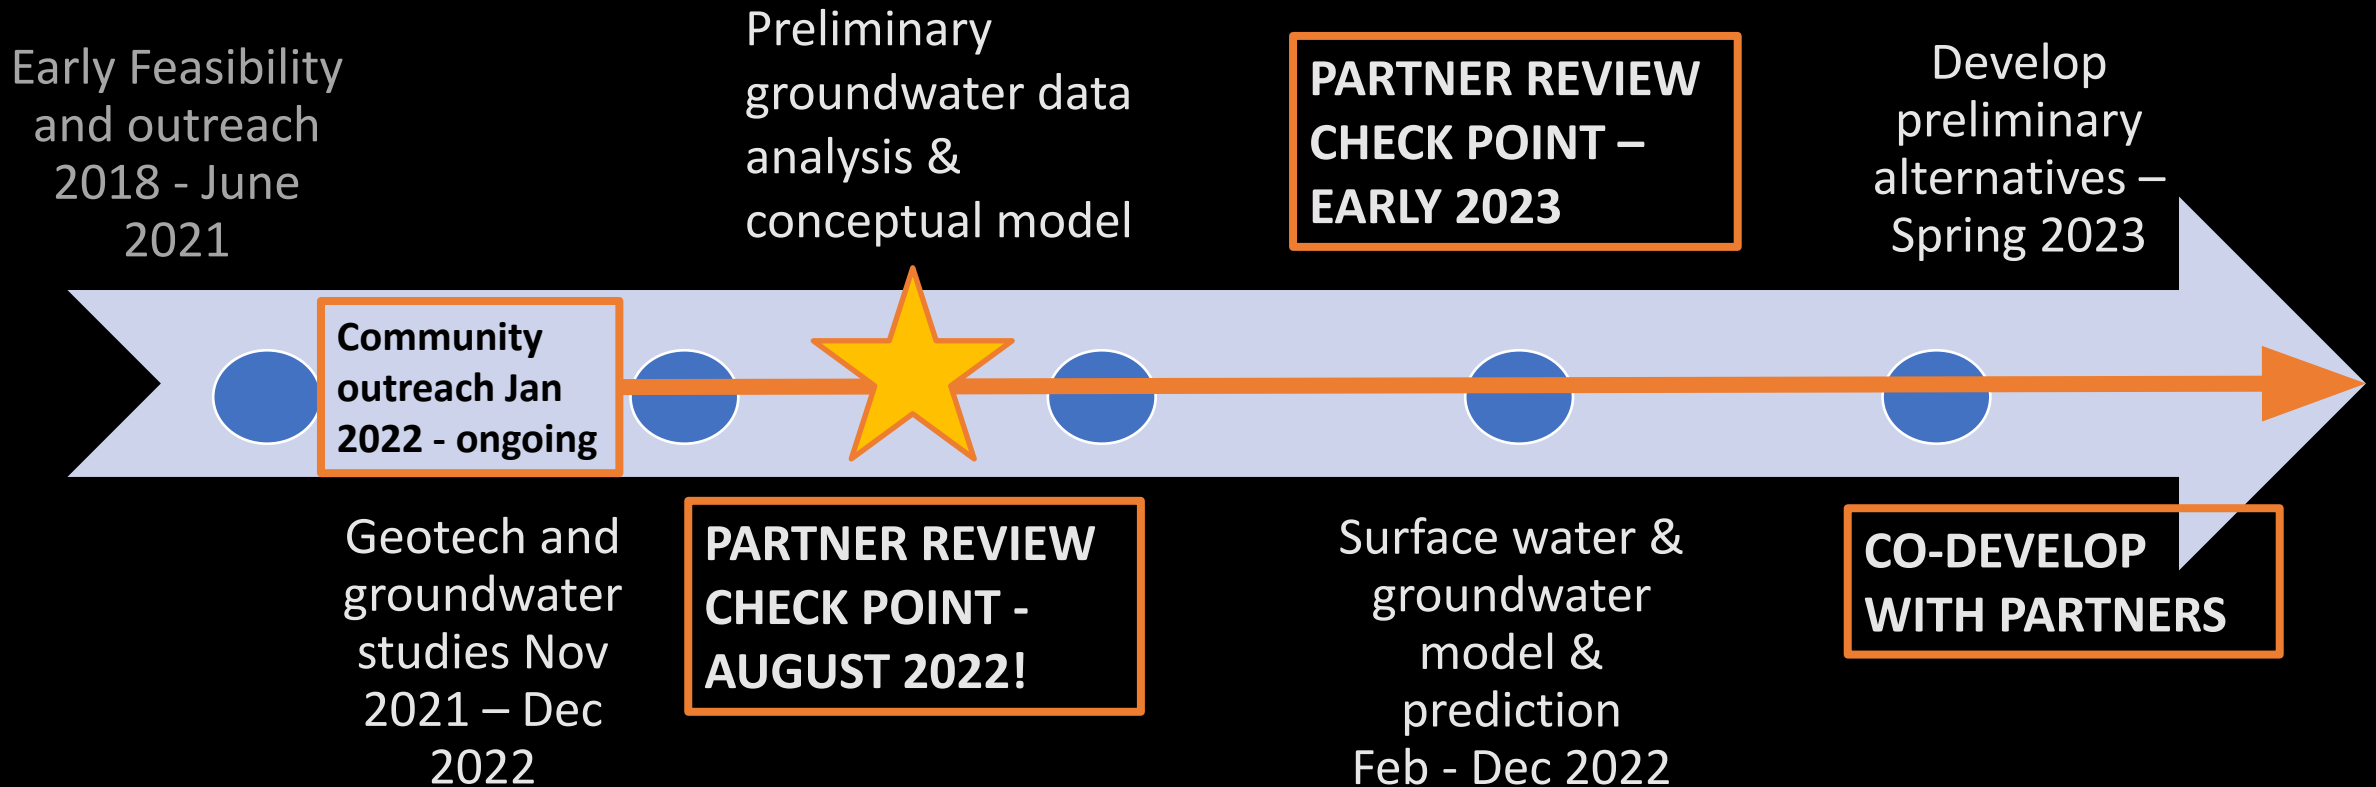 Early Feasibility
and outreach
2018 - June
2021
Preliminary
groundwater data
analysis &
conceptual model
PARTNER REVIEW
CHECK POINT –
EARLY 2023
Develop
preliminary
alternatives –
Spring 2023
Community
outreach Jan
2022 - ongoing
Geotech and
groundwater
studies Nov
2021 – Dec
2022
PARTNER REVIEW
CHECK POINT -
AUGUST 2022!
Surface water &
groundwater
model &
prediction
Feb - Dec 2022
CO-DEVELOP
WITH PARTNERS